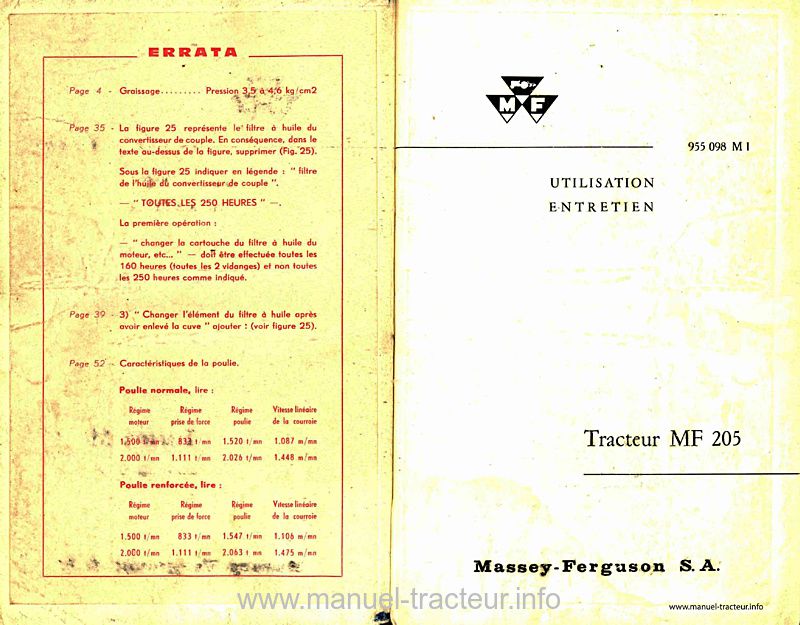 ERRATA
Page 4 - Graissage......... Pression 3,5 à 4,6 kg/cm2
Page 35 - La figure 25 représente le filtre à huile du
convertisseur de couple. En conséquence, dans le
texte au-dessus de la figure, supprimer (Fig. 25).
Sous la figure 25 indiquer en légende : " filtre
de l'huile du convertisseur de couple ".
— " TOUTES LES 250 HEURES " —.
La première opération :
— " changer la cartouche du filtre à huile du
moteur, etc... " — doit être effectuée toutes les
160 heures (toutes les 2 vidanges) et non toutes
les 250 heures comme indiqué.
Page 39 - 3) " Changer l'élément du filtre à huile après
avoir enlevé la cuve " ajouter : (voir figure 25).
Page 52 - Caractéristiques de la poulie.
Poulie normale, lire :
Régime Régime Régime Vitesse linéaire
moteur prise de force poulie de la courroie
1.500 t/mn 833 t/mn 1.520 t/mn 1.087 m/mn
2.000 t/mn 1.111 t/mn 2.026 t/mn 1.448 m/mn
Poulie renforcée, lire :
Régime Régime Régime Vitesse linéaire
moteur prise de force poulie de la courroie
1.500 t/mn 833 t/mn 1.547 t/mn 1.106 m/mn
2.000 t/mn 1.111 t/mn 2.063 t/mn 1.475 m/mn
MF
955 098 M 1
UTILISATION
ENTRETIEN
Tracteur MF 205
Massey-Ferguson S.A.
www.manuel-tracteur.info
www.manuel-tracteur.info